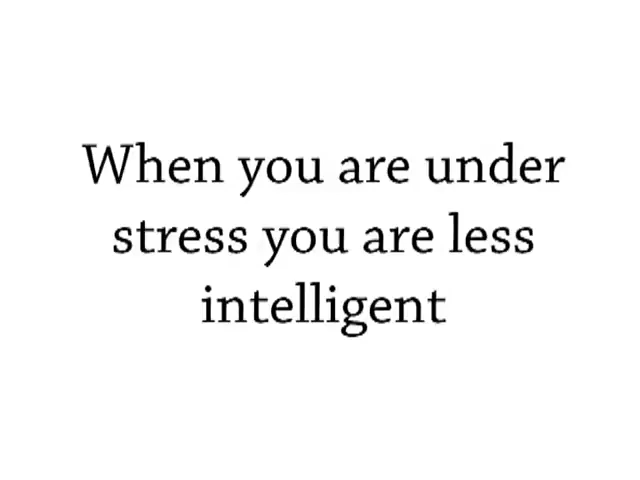 When you are under
stress you are less
intelligent